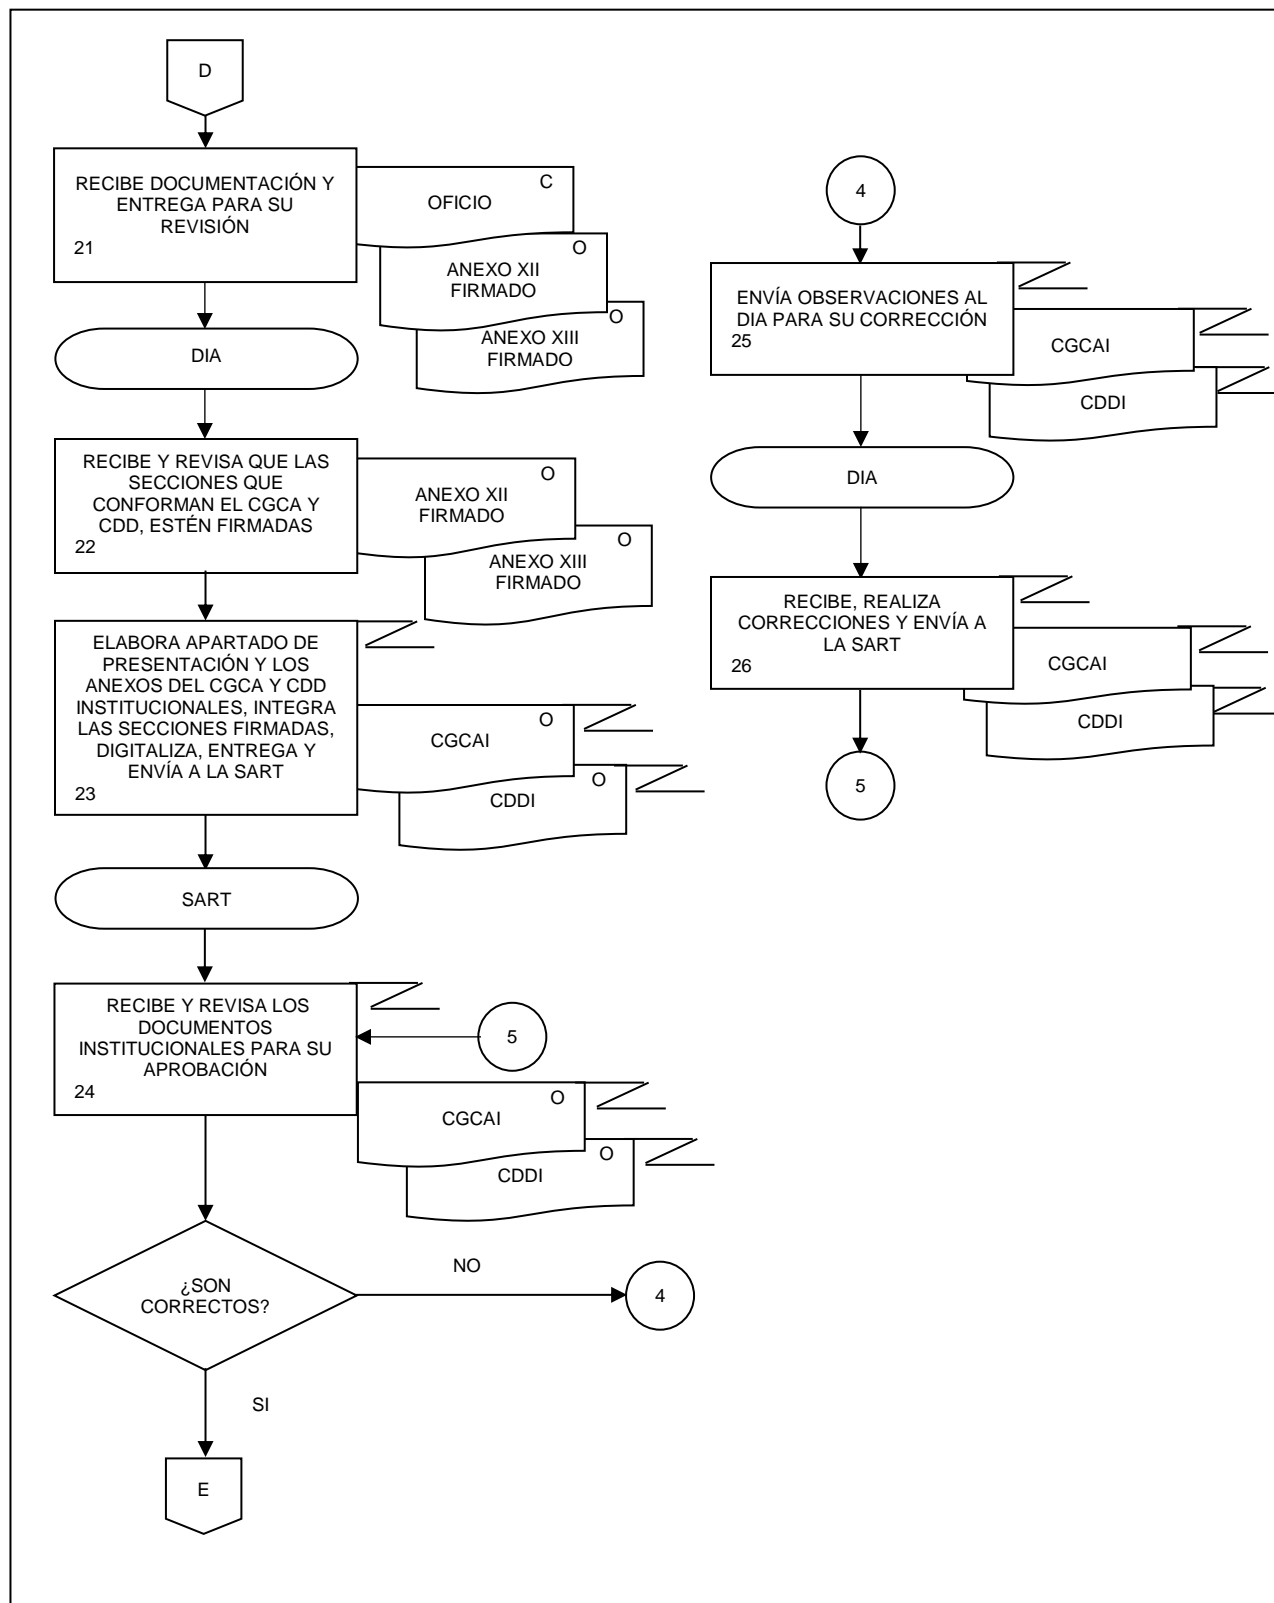 D
RECIBE DOCUMENTACIÓN Y
ENTREGA PARA SU
REVISIÓN
21
C
OFICIO
O
ANEXO XII
FIRMADO
O
ANEXO XIII
FIRMADO
DIA
RECIBE Y REVISA QUE LAS
SECCIONES QUE
CONFORMAN EL CGCA Y
CDD, ESTÉN FIRMADAS
22
O
ANEXO XII
FIRMADO
O
ANEXO XIII
FIRMADO
ELABORA APARTADO DE
PRESENTACIÓN Y LOS
ANEXOS DEL CGCA Y CDD
INSTITUCIONALES, INTEGRA
LAS SECCIONES FIRMADAS,
DIGITALIZA, ENTREGA Y
ENVÍA A LA SART
23
O
CGCAI
O
CDDI
SART
RECIBE Y REVISA LOS
DOCUMENTOS
INSTITUCIONALES PARA SU
APROBACIÓN
24
5
O
CGCAI
O
CDDI
¿SON
CORRECTOS?
NO
4
SI
E
4
ENVÍA OBSERVACIONES AL
DIA PARA SU CORRECCIÓN
25
CGCAI
CDDI
DIA
RECIBE, REALIZA
CORRECCIONES Y ENVÍA A
LA SART
26
CGCAI
CDDI
5